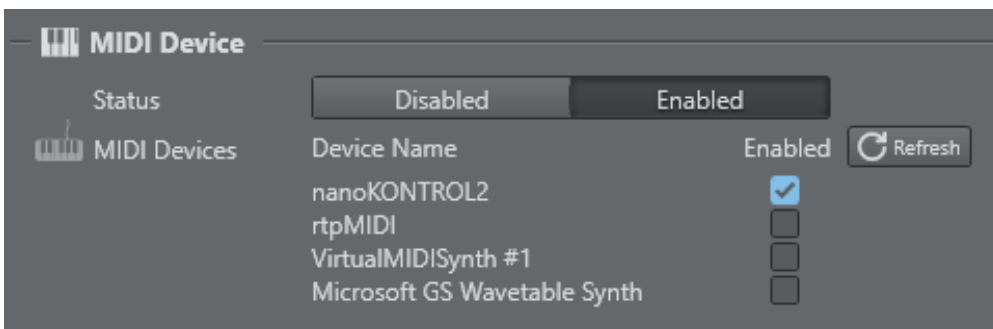 MIDI Device
Status Disabled Enabled
MIDI Devices Device Name Enabled Refresh
nanoKONTROL2
rtpMIDI
VirtualMIDISynth #1
Microsoft GS Wavetable Synth